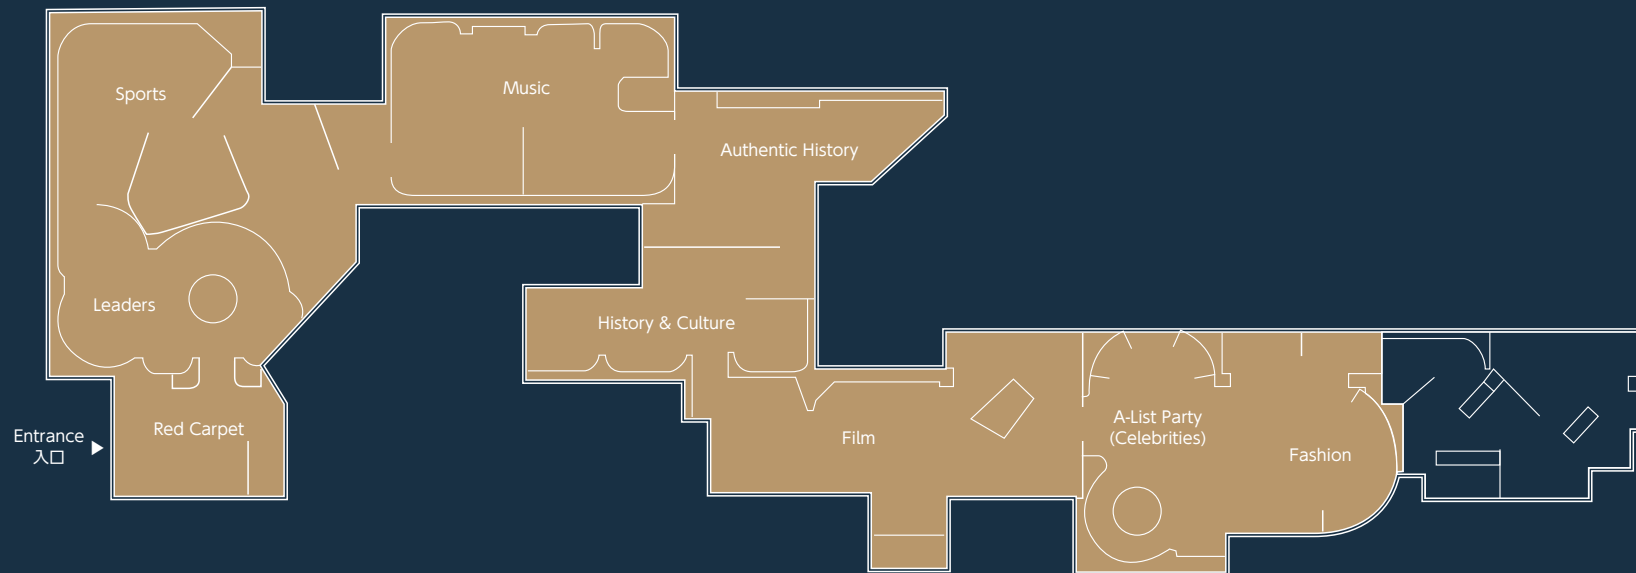 Sports
Music
Authentic History
Leaders
History & Culture
Red Carpet
Entrance
入口
Film
A-List Party
(Celebrities)
Fashion